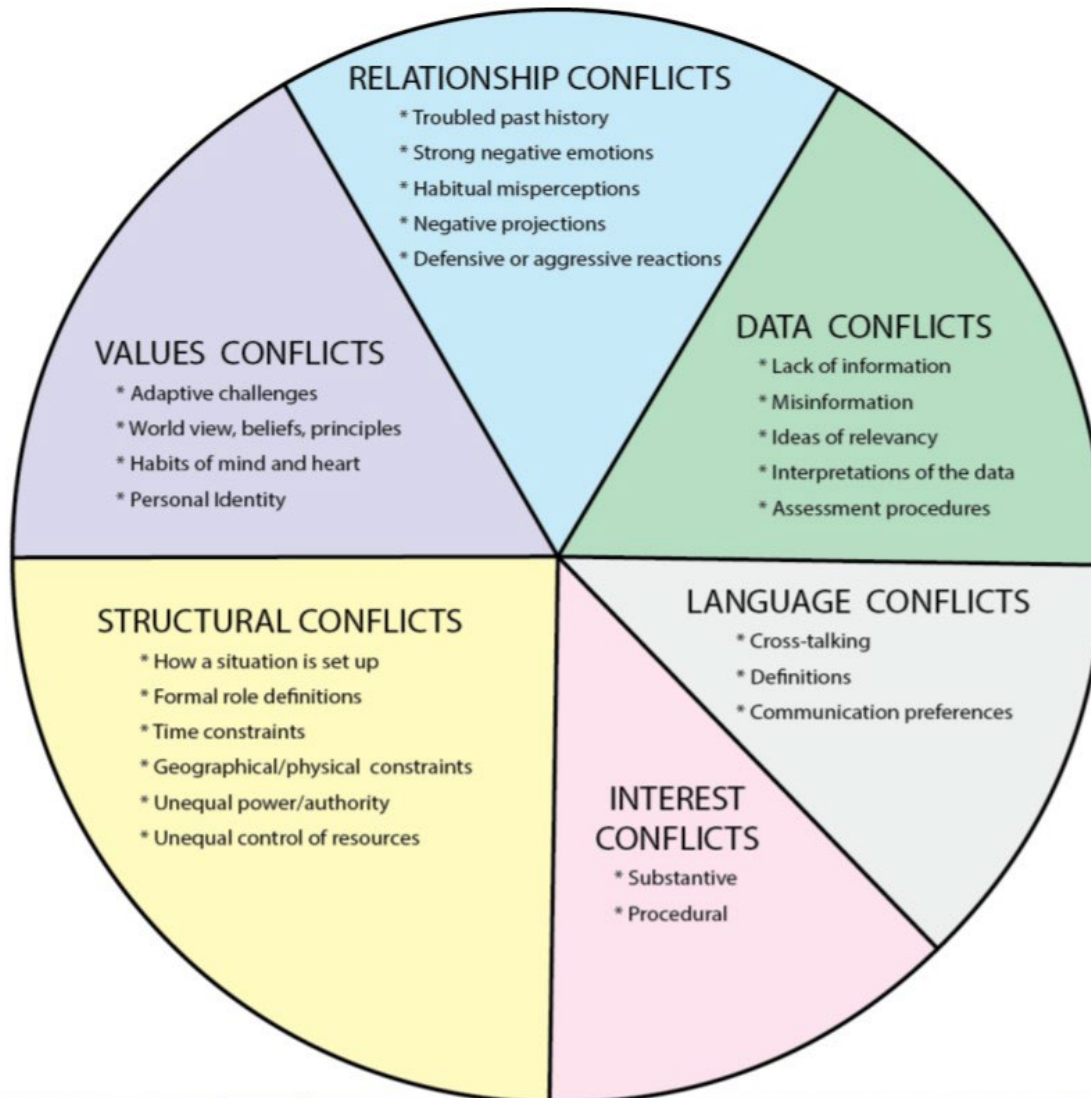 RELATIONSHIP CONFLICTS
* Troubled past history
* Strong negative emotions
* Habitual misperceptions
* Negative projections
* Defensive or aggressive reactions
DATA CONFLICTS
* Lack of information
* Misinformation
* Ideas of relevancy
* Interpretations of the data
* Assessment procedures
LANGUAGE CONFLICTS
* Cross-talking
* Definitions
* Communication preferences
INTEREST
CONFLICTS
* Substantive
* Procedural
STRUCTURAL CONFLICTS
* How a situation is set up
* Formal role definitions
* Time constraints
* Geographical/physical constraints
* Unequal power/authority
* Unequal control of resources
VALUES CONFLICTS
* Adaptive challenges
* World view, beliefs, principles
* Habits of mind and heart
* Personal Identity